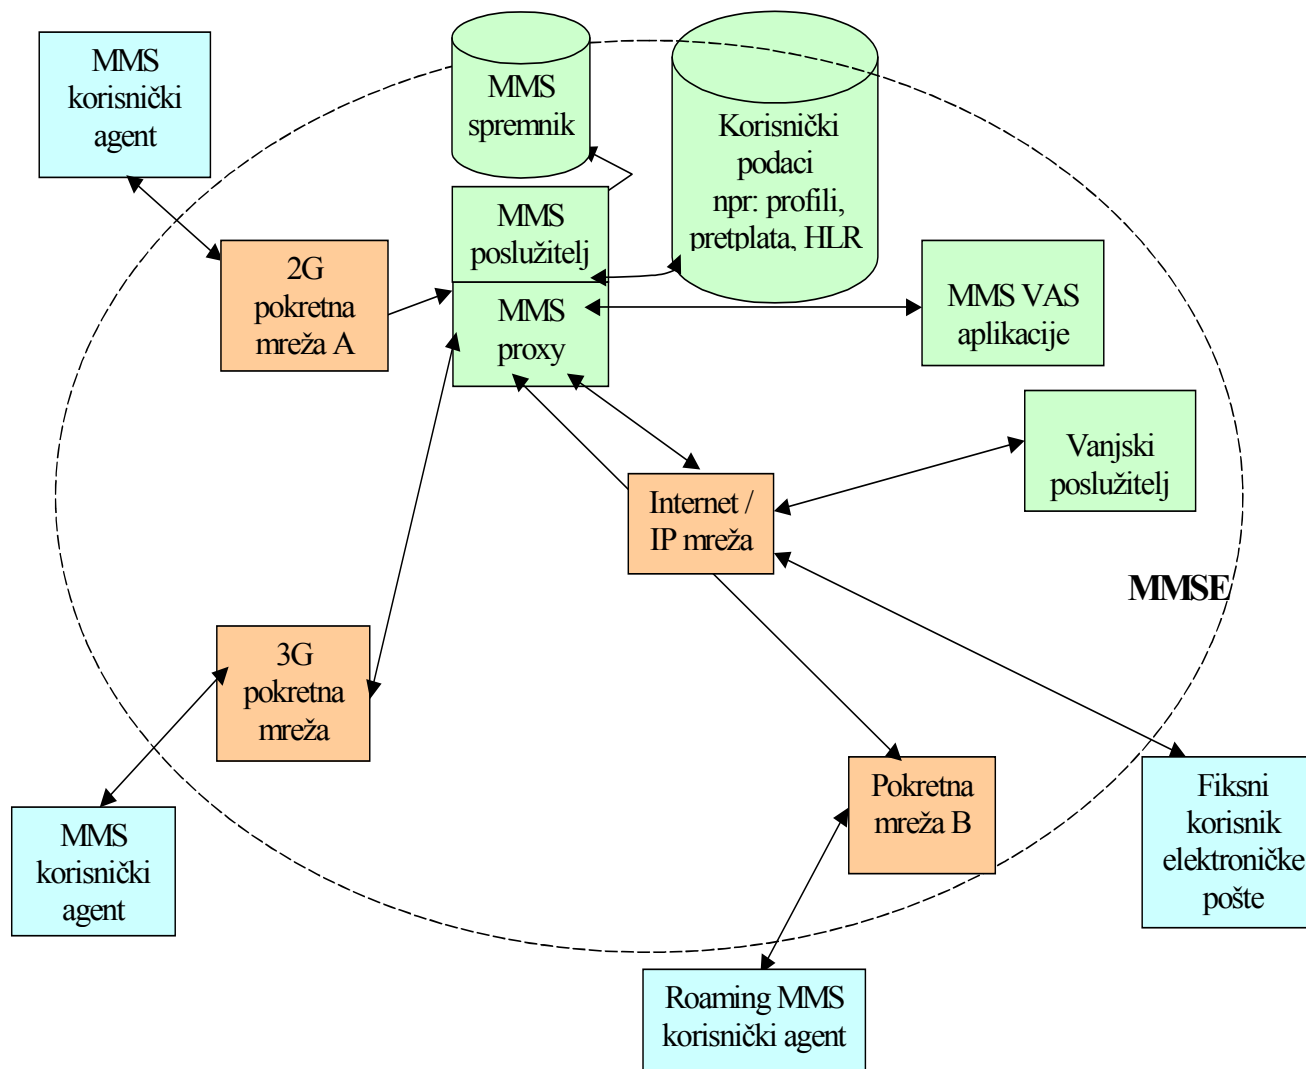 MMS
korisnički
agent
MMS
spremnik
Korisnički
podaci
npr: profili,
pretplata, HLR
MMS
poslužitelj
2G
pokretna
mreža A
MMS
proxy
MMS VAS
aplikacije
Vanjski
poslužitelj
Internet /
IP mreža
MMSE
3G
pokretna
mreža
Pokretna
mreža B
Fiksni
korisnik
elektroničke
pošte
MMS
korisnički
agent
Roaming MMS
korisnički agent